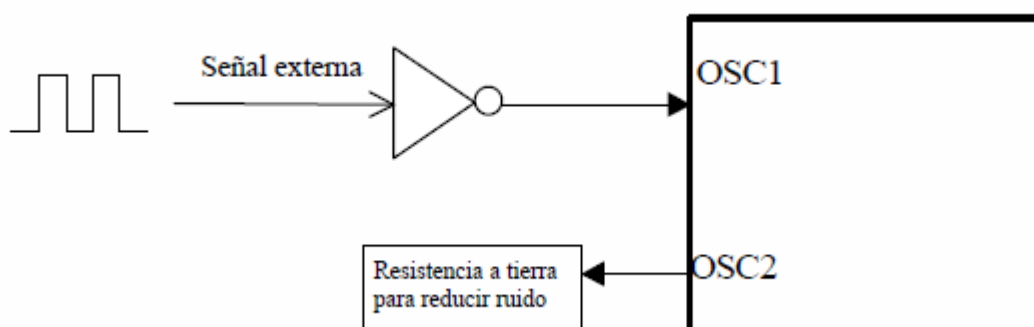 Señal externa
OSC1
OSC2
Resistencia a tierra
para reducir ruido